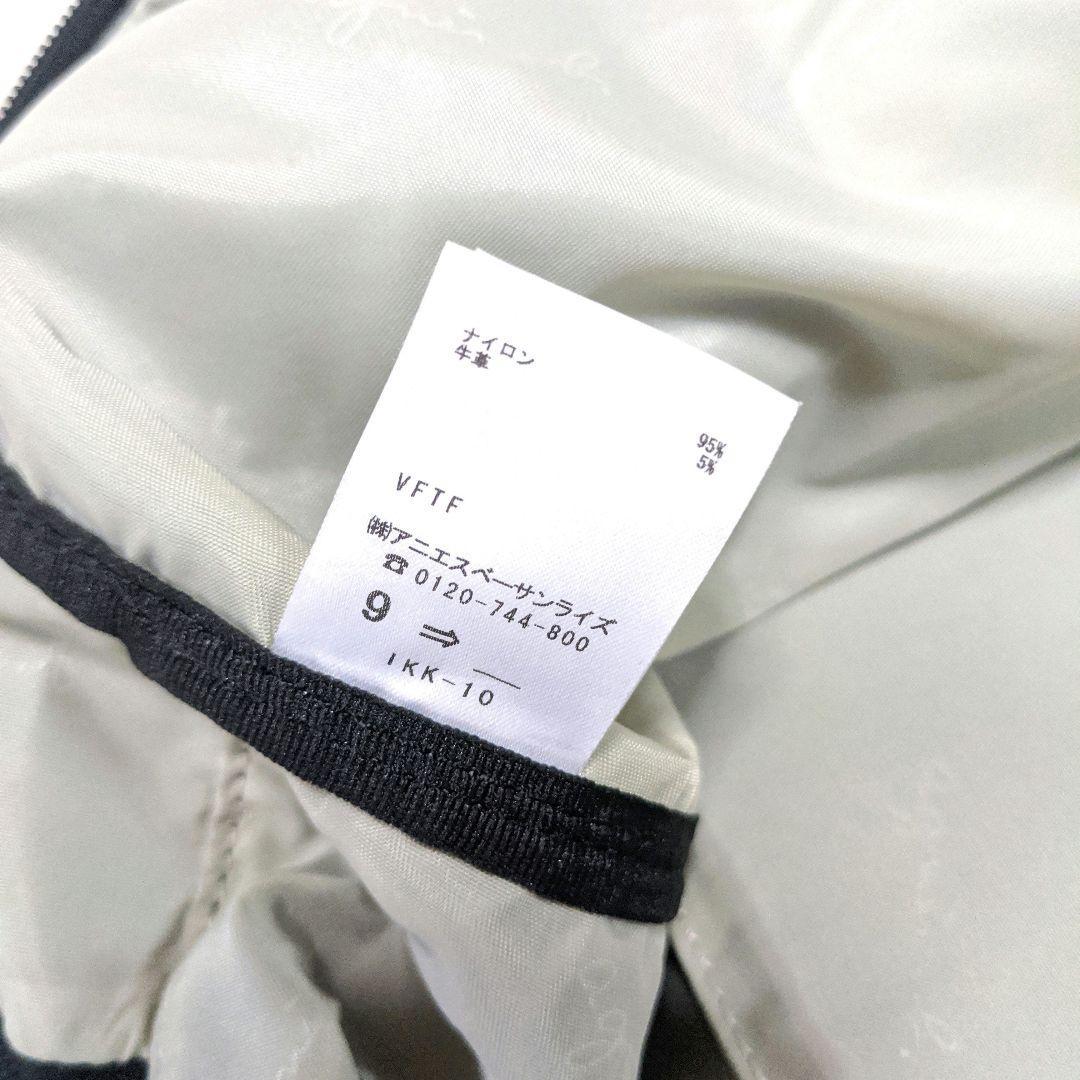 ナイロン
牛革
95%
5%
VFTF
㈱アニエスベーサンライズ
☎0120-744-800
9 ⇒
IKK-10